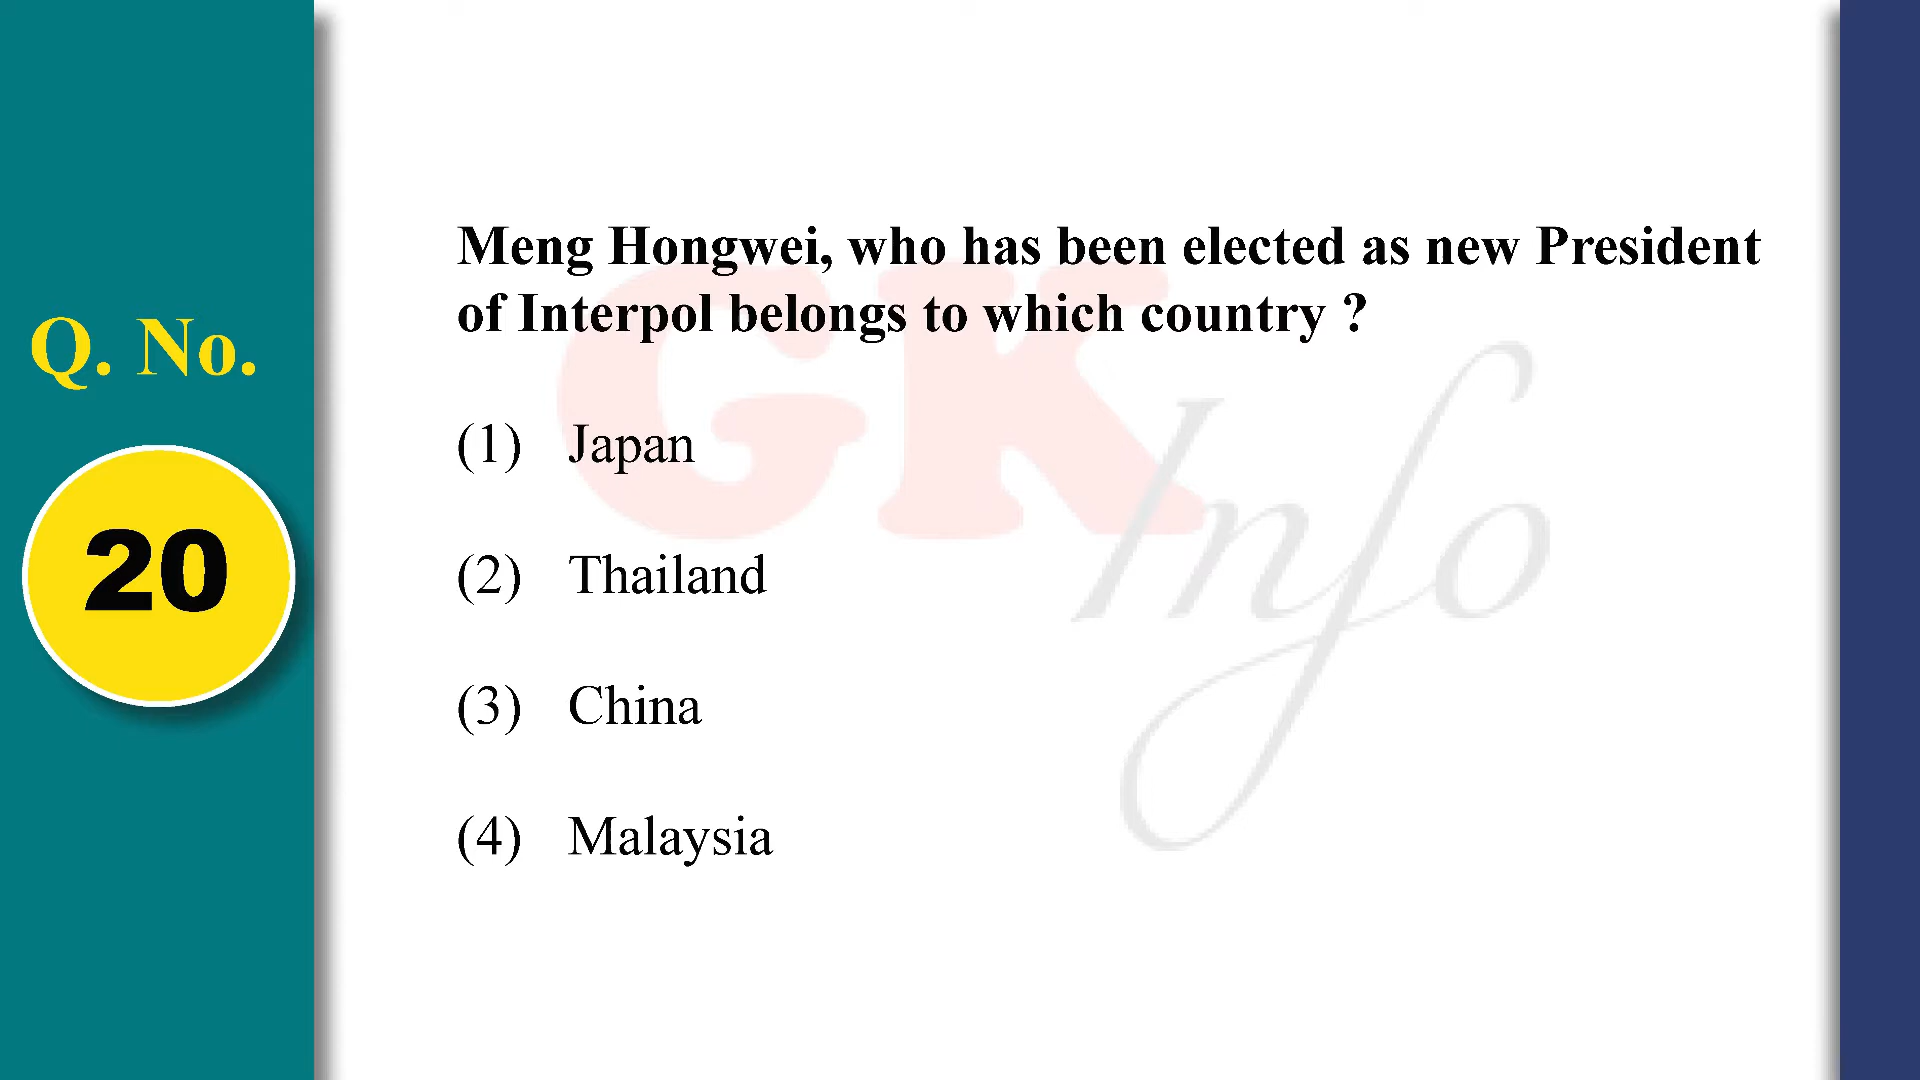 Q. No.
20
Meng Hongwei, who has been elected as new President
of Interpol belongs to which country ?
(1) Japan
(2) Thailand
(3) China
(4) Malaysia
GK
Info